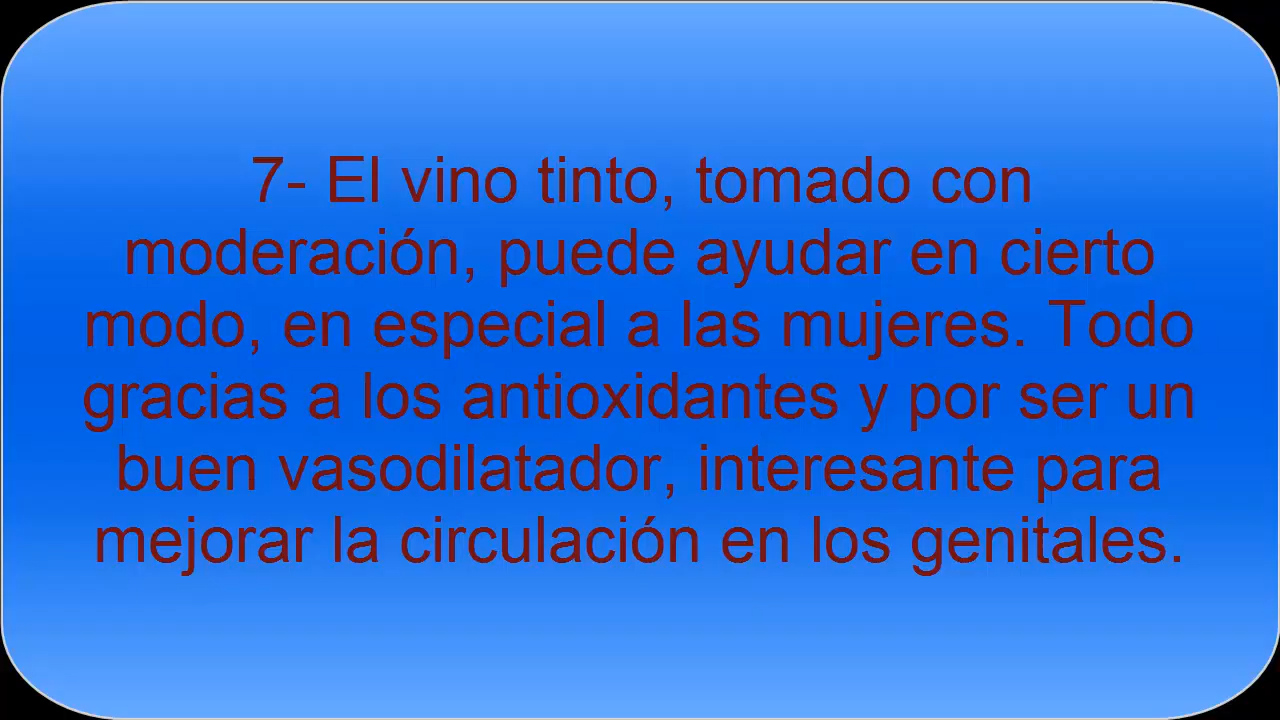 7- El vino tinto, tomado con
moderación, puede ayudar en cierto
modo, en especial a las mujeres. Todo
gracias a los antioxidantes y por ser un
buen vasodilatador, interesante para
mejorar la circulación en los genitales.